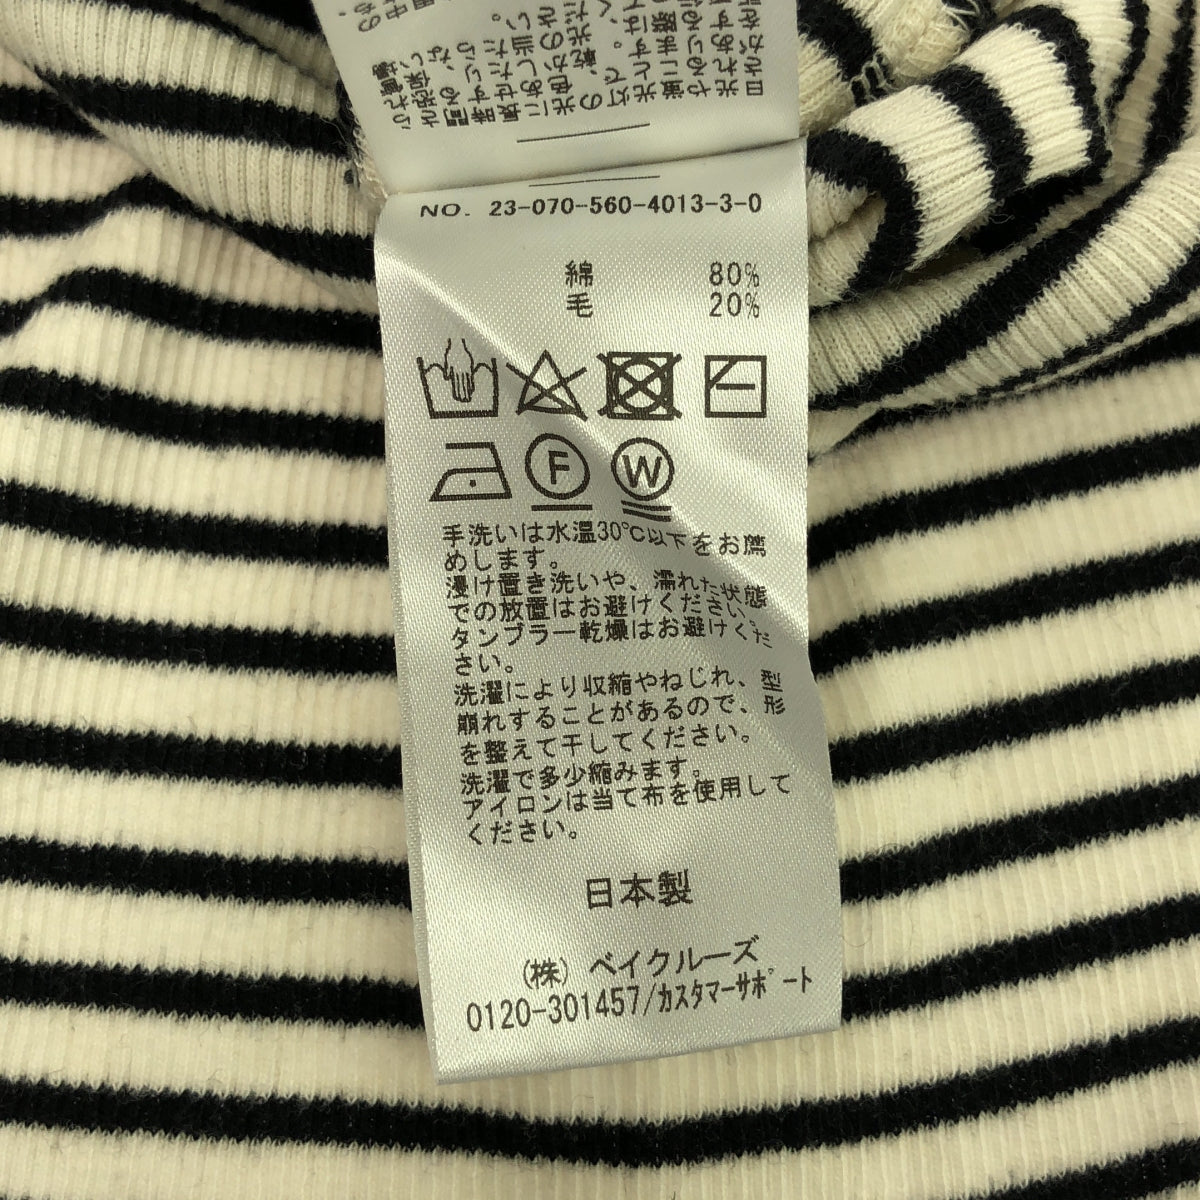 NO. 23-070-560-4013-3-0
綿 80%
毛 20%
F W
手洗いは水温30℃以下をお薦
めします。
浸け置き洗いや、濡れた状態
での放置はお避けください。
タンブラー乾燥はお避けくだ
さい。
洗濯により収縮やねじれ、型
崩れすることがあるので、形
を整えて干してください。
洗濯で多少縮みます。
アイロンは当て布を使用して
ください。
日本製
(株) ベイクルーズ
0120-301457/カスタマーサポート